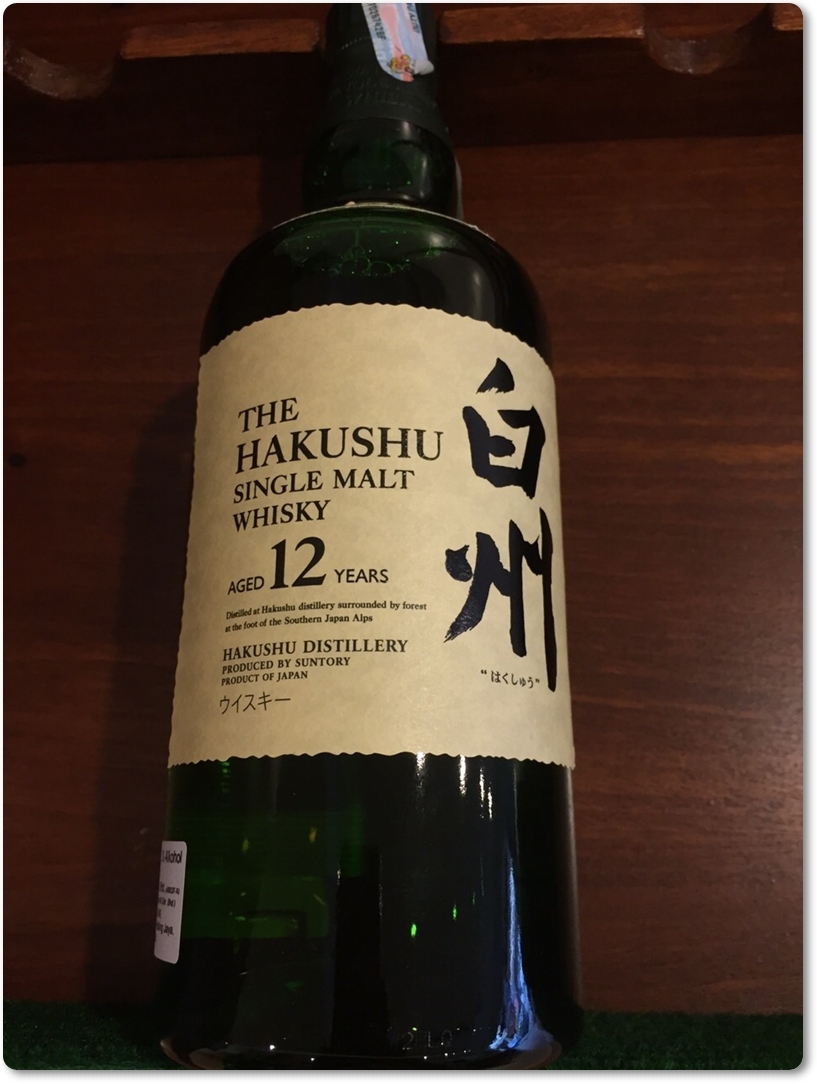 THE
HAKUSHU
SINGLE MALT
WHISKY
AGED 12 YEARS
Distilled at Hakushu distillery surrounded by forest
at the foot of the Southern Japan Alps
HAKUSHU DISTILLERY
PRODUCED BY SUNTORY
PRODUCT OF JAPAN
ウイスキー
白州
“はくしゅう”
Alkohol
Jaya.